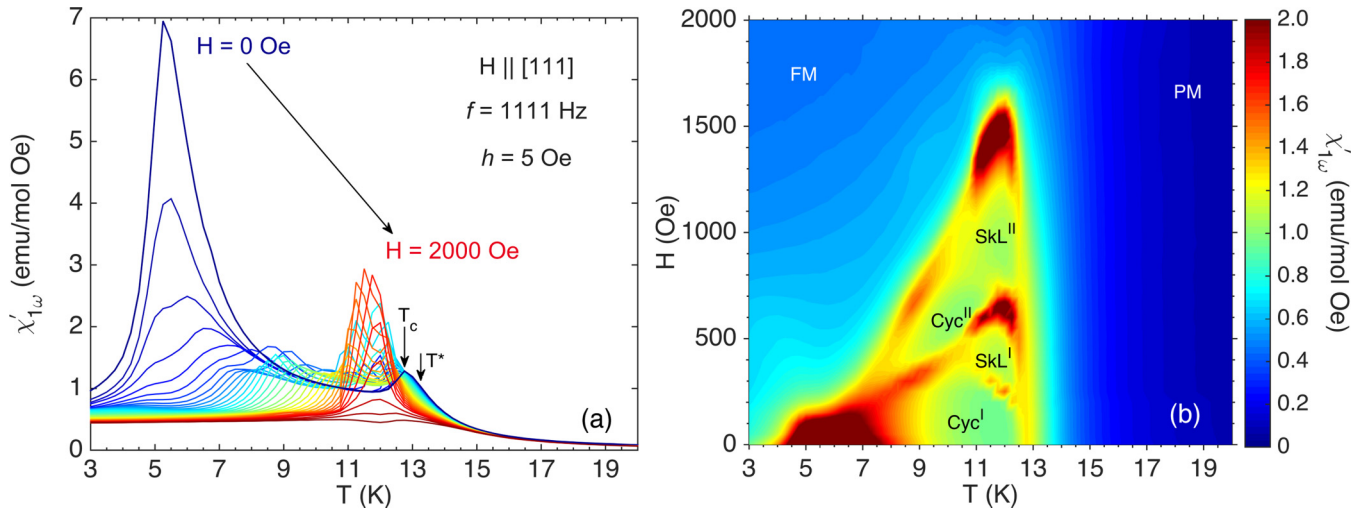 7
6
5
4
3
2
1
0
χ′1ω (emu/mol Oe)
H = 0 Oe
H || [111]
f = 1111 Hz
h = 5 Oe
H = 2000 Oe
Tc
T*
(a)
3 5 7 9 11 13 15 17 19
T (K)
2000
1500
1000
500
0
H (Oe)
FM
PM
SkLII
CycII
SkLI
CycI
(b)
3 5 7 9 11 13 15 17 19
T (K)
2.0
1.8
1.6
1.4
1.2
1.0
0.8
0.6
0.4
0.2
0
χ′1ω (emu/mol Oe)